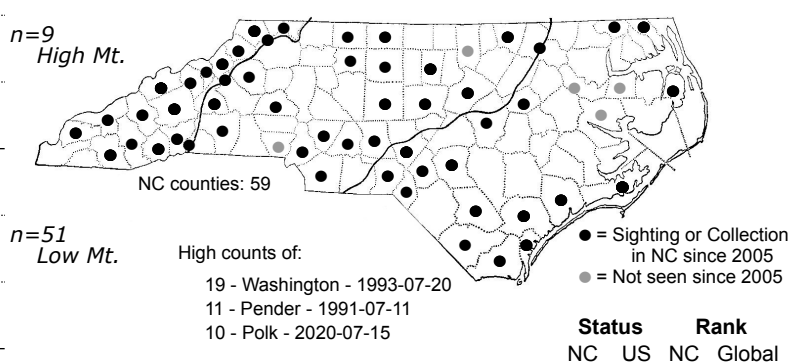 n=9
High Mt.
NC counties: 59
n=51
Low Mt.
High counts of:
19 - Washington - 1993-07-20
11 - Pender - 1991-07-11
10 - Polk - 2020-07-15
= Sighting or Collection
in NC since 2005
= Not seen since 2005
Status Rank
NC US NC Global